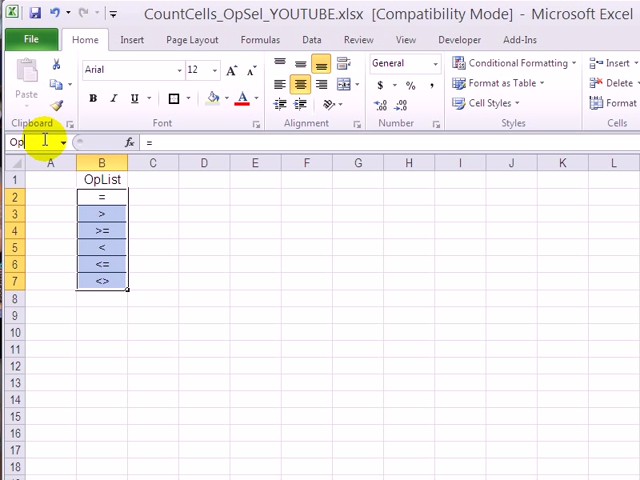 CountCells_OpSel_YOUTUBE.xlsx [Compatibility Mode] - Microsoft Excel
File Home Insert Page Layout Formulas Data Review View Developer Add-Ins
Paste
Arial 12
B I U A
General
$ % ,
Conditional Formatting
Format as Table
Cell Styles
Insert
Delete
Format
Clipboard Font Alignment Number Styles Cells
Op fx =
A B C D E F G H I J K L
1 OpList
2 =
3 >
4 >=
5 <
6 <=
7 <>
8
9
10
11
12
13
14
15
16
17
18